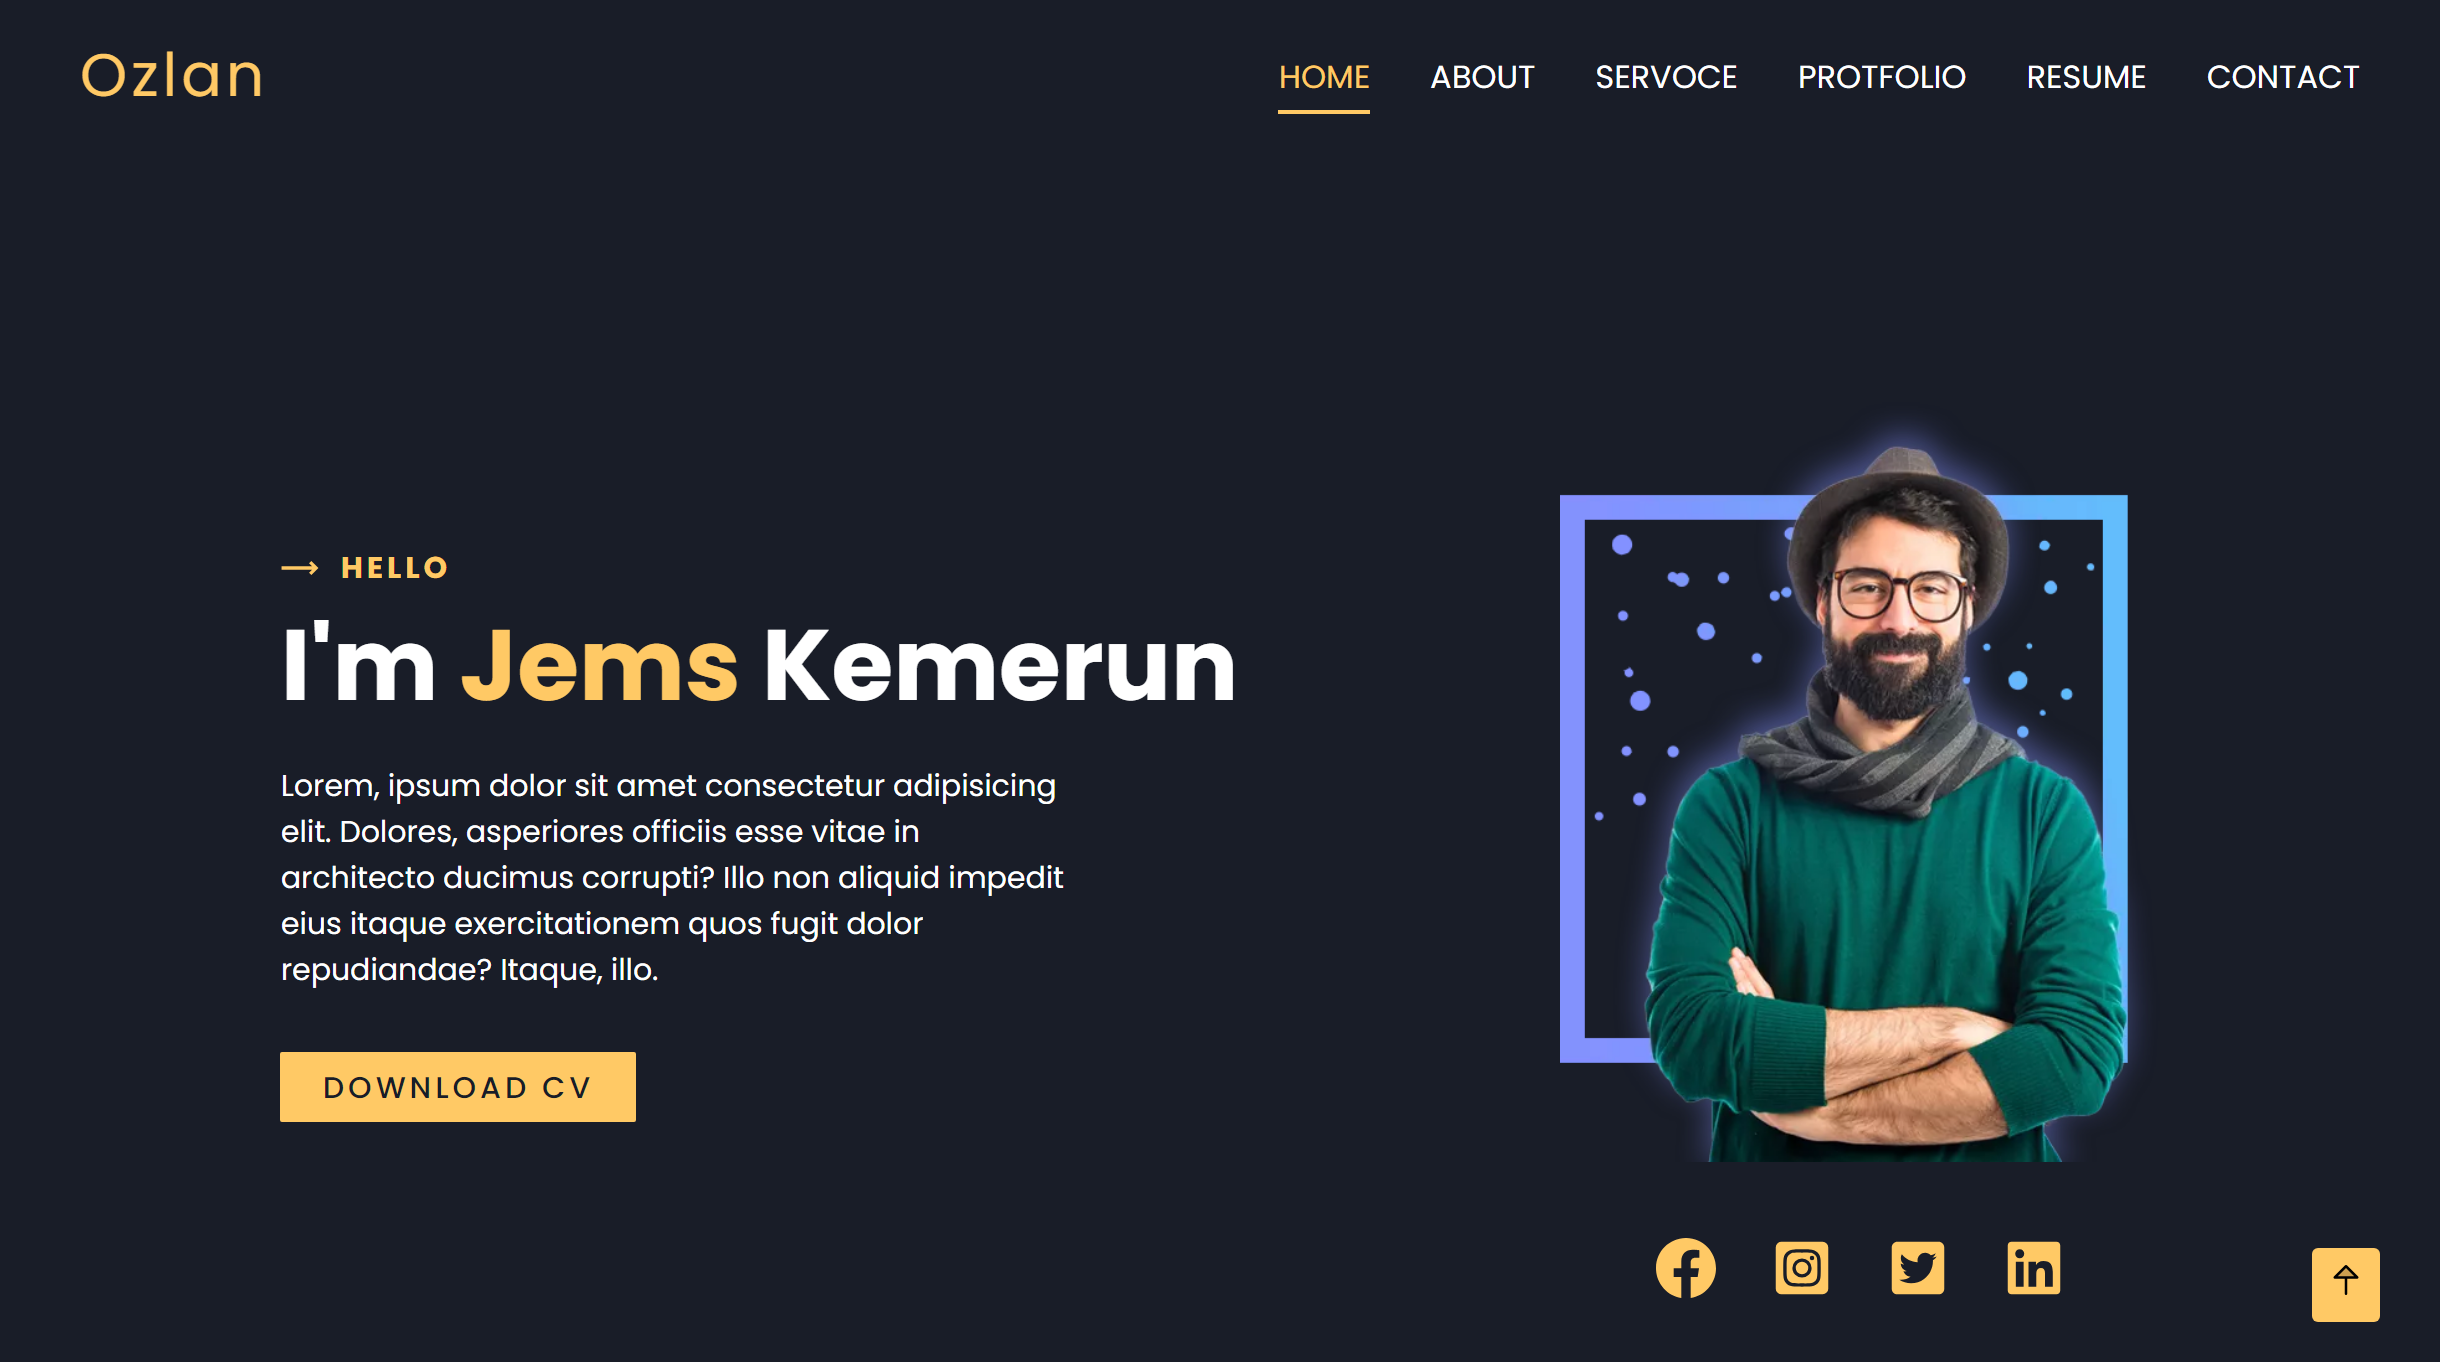 Ozlan
HOME ABOUT SERVOCE PROTFOLIO RESUME CONTACT
HELLO
I'm Jems Kemerun
Lorem, ipsum dolor sit amet consectetur adipisicing
elit. Dolores, asperiores officiis esse vitae in
architecto ducimus corrupti? Illo non aliquid impedit
eius itaque exercitationem quos fugit dolor
repudiandae? Itaque, illo.
DOWNLOAD CV